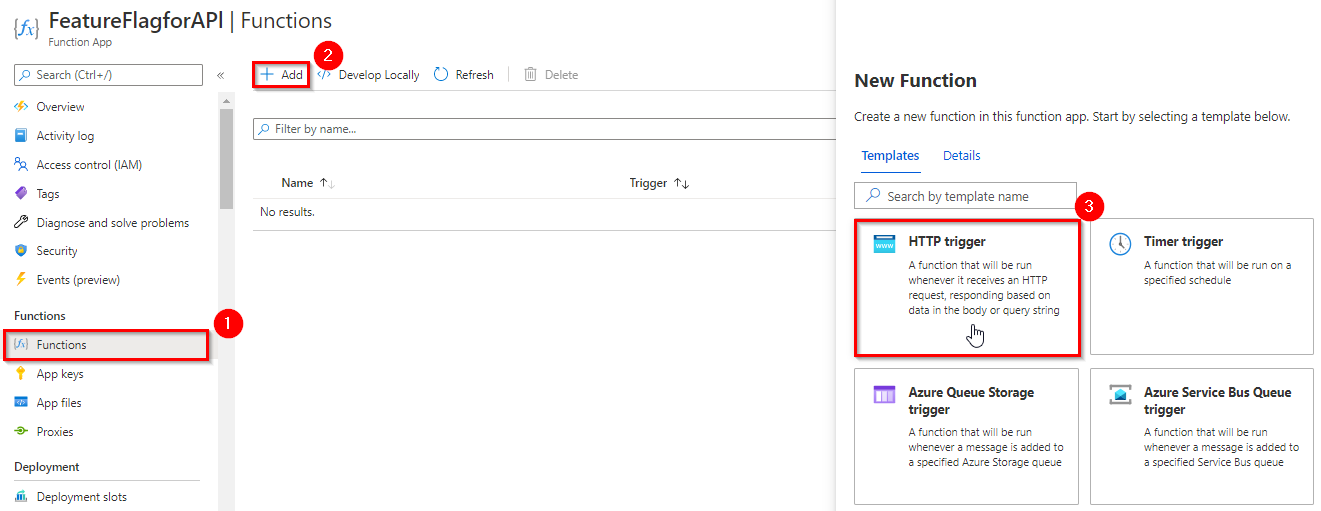 FeatureFlagforAPI | Functions
Function App
Search (Ctrl+/)
«
Overview
Activity log
Access control (IAM)
Tags
Diagnose and solve problems
Security
Events (preview)
Functions
1
Functions
App keys
App files
Proxies
Deployment
Deployment slots
2
Add
Develop Locally
Refresh
Delete
Filter by name...
Name
Trigger
No results.
New Function
Create a new function in this function app. Start by selecting a template below.
Templates
Details
Search by template name
3
HTTP trigger
A function that will be run
whenever it receives an HTTP
request, responding based on
data in the body or query string
Timer trigger
A function that will be run on a
specified schedule
Azure Queue Storage
trigger
A function that will be run
whenever a message is added to
a specified Azure Storage queue
Azure Service Bus Queue
trigger
A function that will be run
whenever a message is added to
a specified Service Bus queue